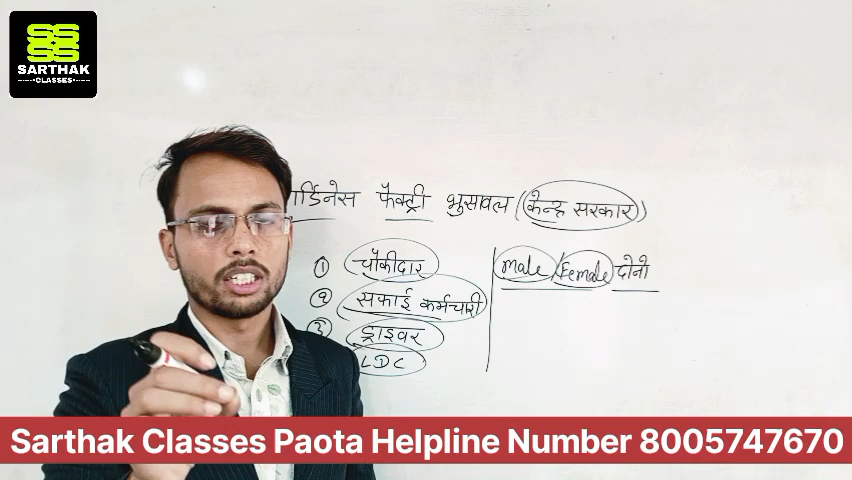 SARTHAK
CLASSES
र्डिनेंस फैक्ट्री भुसावल (केन्द्र सरकार)
① चौकीदार
② सफाई कर्मचारी
③ ड्राइवर
LDC
Male / Female दोनो
Sarthak Classes Paota Helpline Number 8005747670